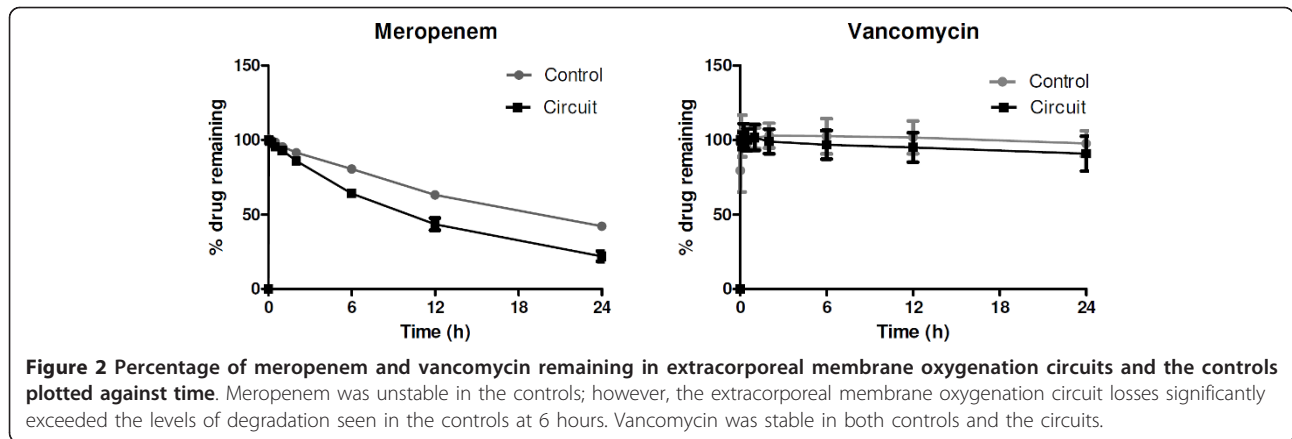 Meropenem
150
100
50
0
% drug remaining
Control
Circuit
0 6 12 18 24
Time (h)
Vancomycin
150
100
50
0
% drug remaining
Control
Circuit
0 6 12 18 24
Time (h)
Figure 2 Percentage of meropenem and vancomycin remaining in extracorporeal membrane oxygenation circuits and the controls
plotted against time. Meropenem was unstable in the controls; however, the extracorporeal membrane oxygenation circuit losses significantly
exceeded the levels of degradation seen in the controls at 6 hours. Vancomycin was stable in both controls and the circuits.